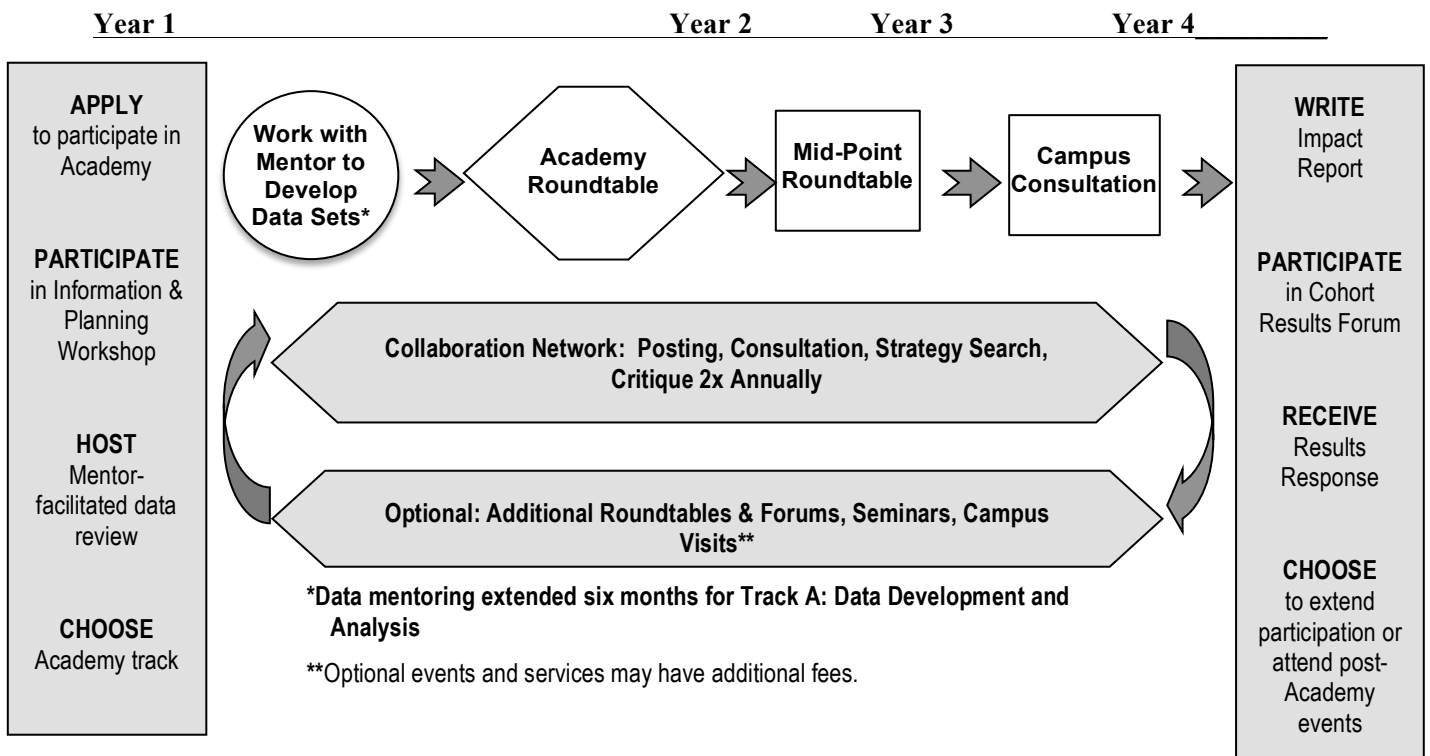 Year 1 Year 2 Year 3 Year 4
APPLY
to participate in
Academy
PARTICIPATE
in Information &
Planning
Workshop
HOST
Mentor-
facilitated data
review
CHOOSE
Academy track
Work with
Mentor to
Develop
Data Sets*
Academy
Roundtable
Mid-Point
Roundtable
Campus
Consultation
Collaboration Network: Posting, Consultation, Strategy Search,
Critique 2x Annually
Optional: Additional Roundtables & Forums, Seminars, Campus
Visits**
*Data mentoring extended six months for Track A: Data Development and
Analysis
**Optional events and services may have additional fees.
WRITE
Impact
Report
PARTICIPATE
in Cohort
Results Forum
RECEIVE
Results
Response
CHOOSE
to extend
participation or
attend post-
Academy
events